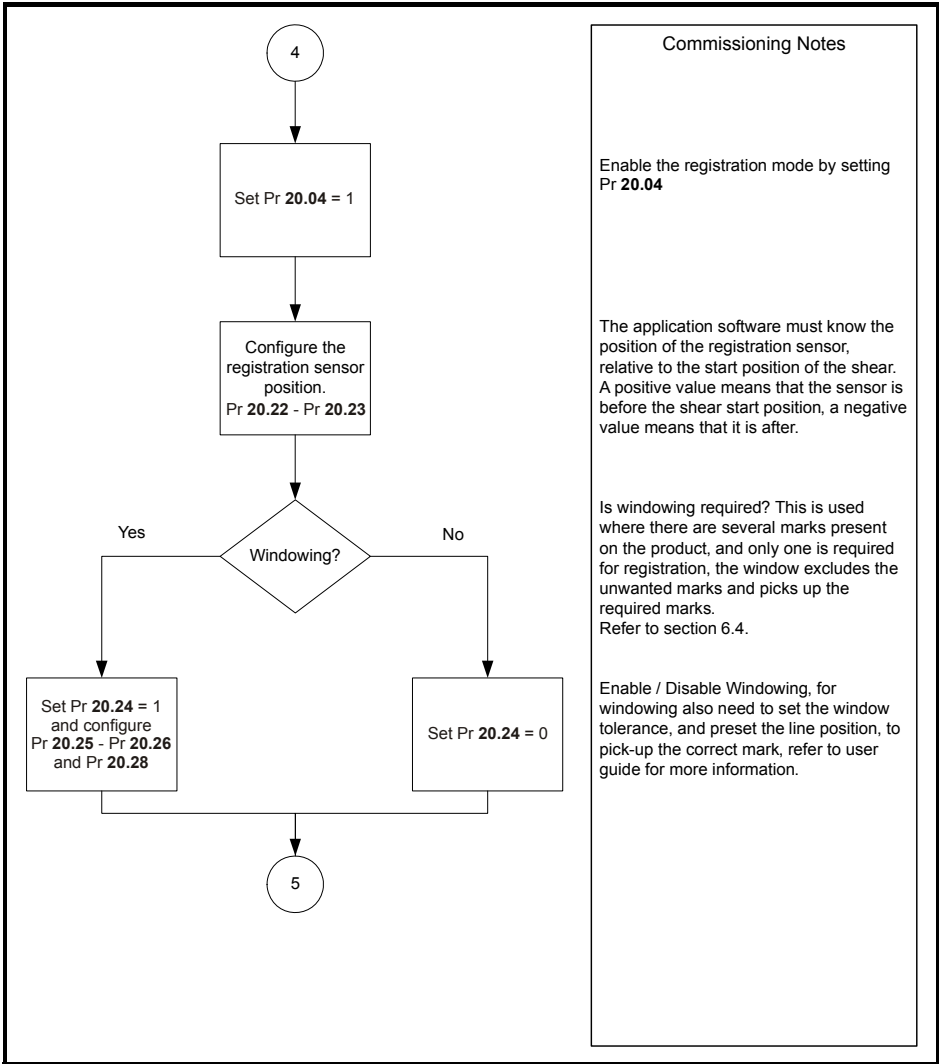 4
Set Pr 20.04 = 1
Configure the
registration sensor
position.
Pr 20.22 - Pr 20.23
Windowing?
Yes
No
Set Pr 20.24 = 1
and configure
Pr 20.25 - Pr 20.26
and Pr 20.28
Set Pr 20.24 = 0
5
Commissioning Notes
Enable the registration mode by setting
Pr 20.04
The application software must know the
position of the registration sensor,
relative to the start position of the shear.
A positive value means that the sensor is
before the shear start position, a negative
value means that it is after.
Is windowing required? This is used
where there are several marks present
on the product, and only one is required
for registration, the window excludes the
unwanted marks and picks up the
required marks.
Refer to section 6.4.
Enable / Disable Windowing, for
windowing also need to set the window
tolerance, and preset the line position, to
pick-up the correct mark, refer to user
guide for more information.